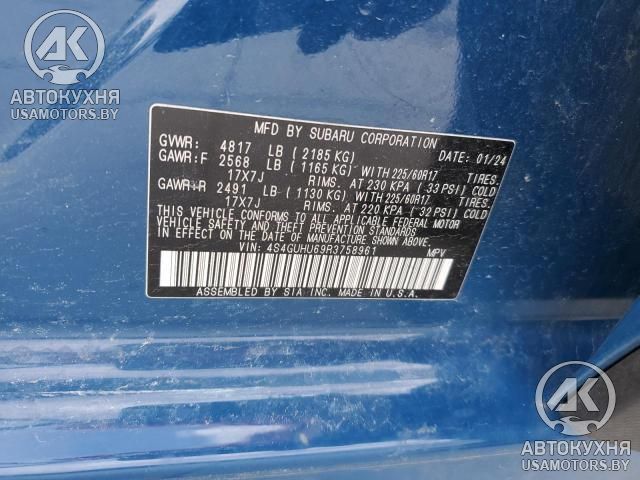 АК
АВТОКУХНЯ
USAMOTORS.BY
MFD BY SUBARU CORPORATION
GVWR: 4817 LB ( 2185 KG) DATE: 01/24
GAWR:F 2568 LB ( 1165 KG) WITH 225/60R17 TIRES.
17X7J RIMS. AT 230 KPA ( 33 PSI) COLD
GAWR:R 2491 LB ( 1130 KG) WITH 225/60R17 TIRES.
17X7J RIMS. AT 220 KPA ( 32 PSI) COLD
THIS VEHICLE CONFORMS TO ALL APPLICABLE FEDERAL MOTOR
VEHICLE SAFETY AND THEFT PREVENTION STANDARDS
IN EFFECT ON THE DATE OF MANUFACTURE SHOWN ABOVE.
VIN: 4S4GUHU69R3758961 MPV
ASSEMBLED BY SIA INC. MADE IN U.S.A.
АК
АВТОКУХНЯ
USAMOTORS.BY